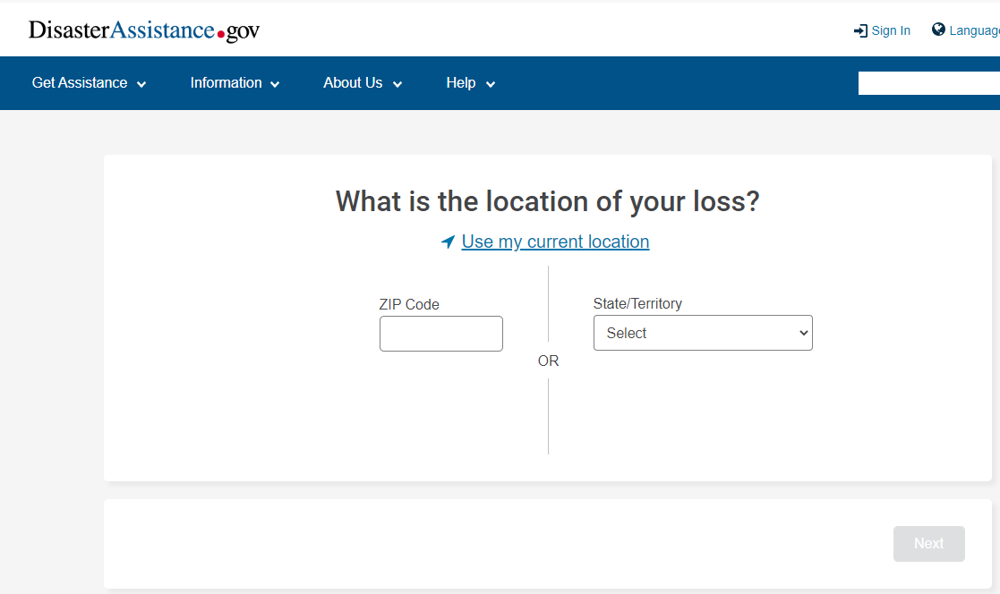 DisasterAssistance.gov
Sign In
Languag
Get Assistance
Information
About Us
Help
What is the location of your loss?
Use my current location
ZIP Code
State/Territory
Select
OR
Next